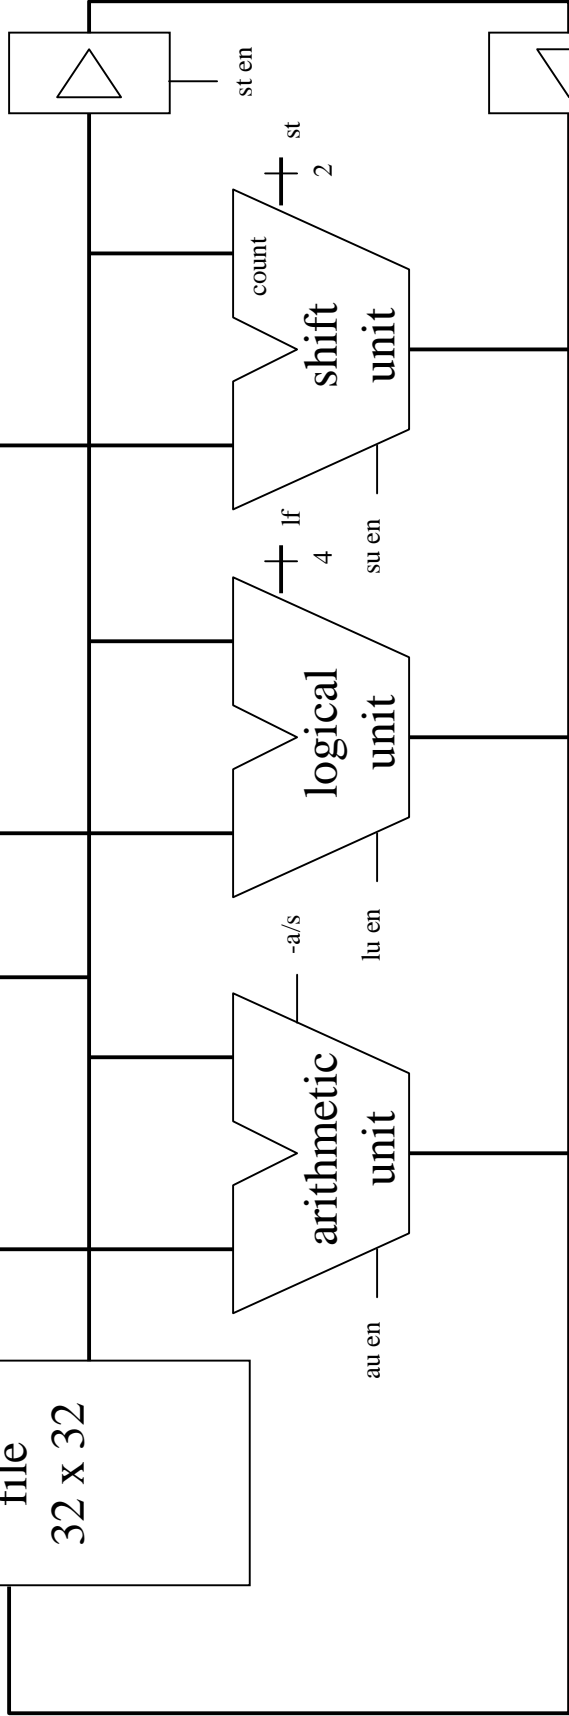 file
32 x 32
au en
arithmetic
unit
-a/s
lu en
logical
unit
lf
4
su en
shift
unit
count
st
2
st en